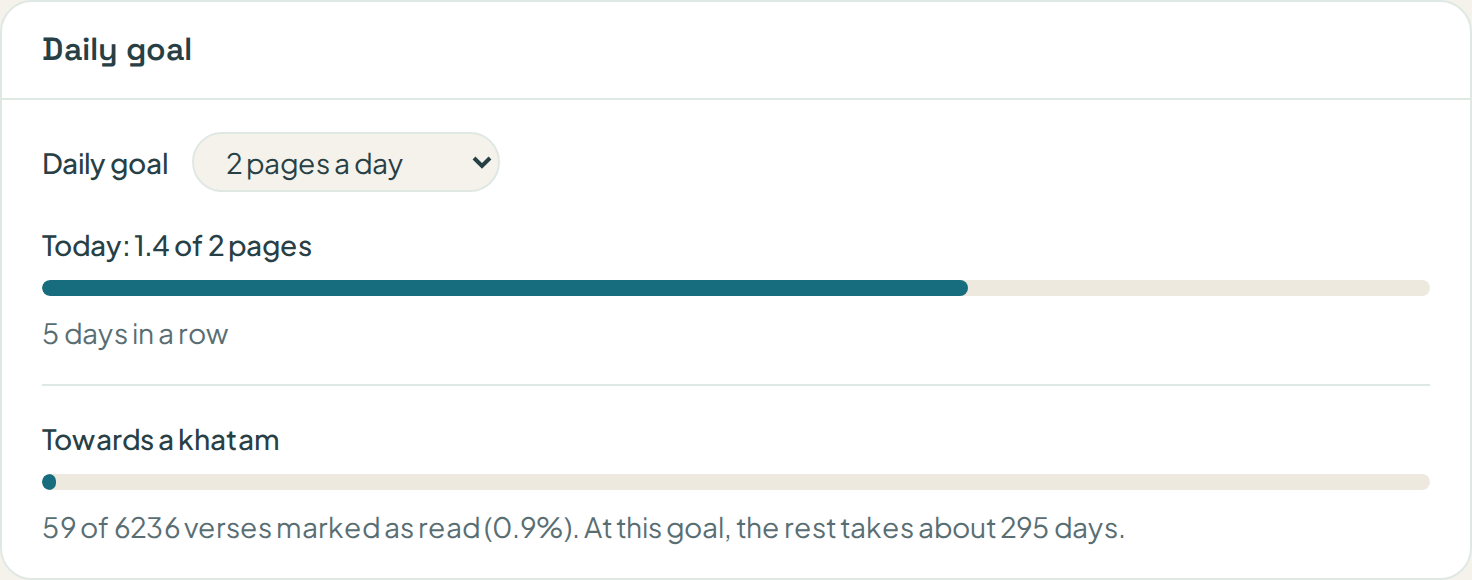 Daily goal
Daily goal 2 pages a day
Today: 1.4 of 2 pages
5 days in a row
Towards a khatam
59 of 6236 verses marked as read (0.9%). At this goal, the rest takes about 295 days.